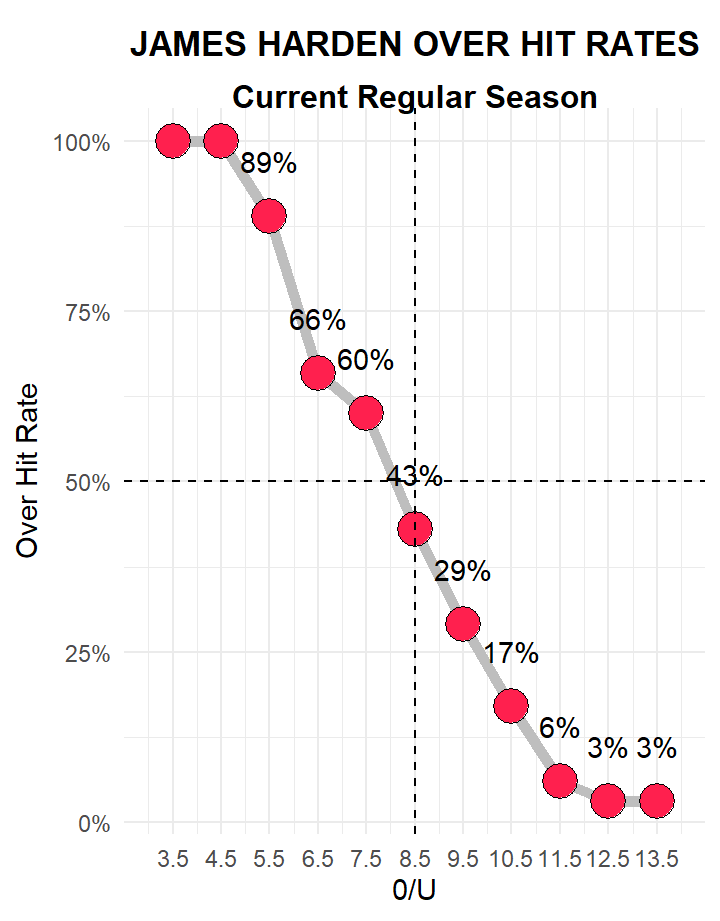 JAMES HARDEN OVER HIT RATES
Current Regular Season
100%
89%
75%
66%
60%
50%
43%
29%
25%
17%
6%
3% 3%
0%
Over Hit Rate
3.5 4.5 5.5 6.5 7.5 8.5 9.5 10.5 11.5 12.5 13.5
0/U